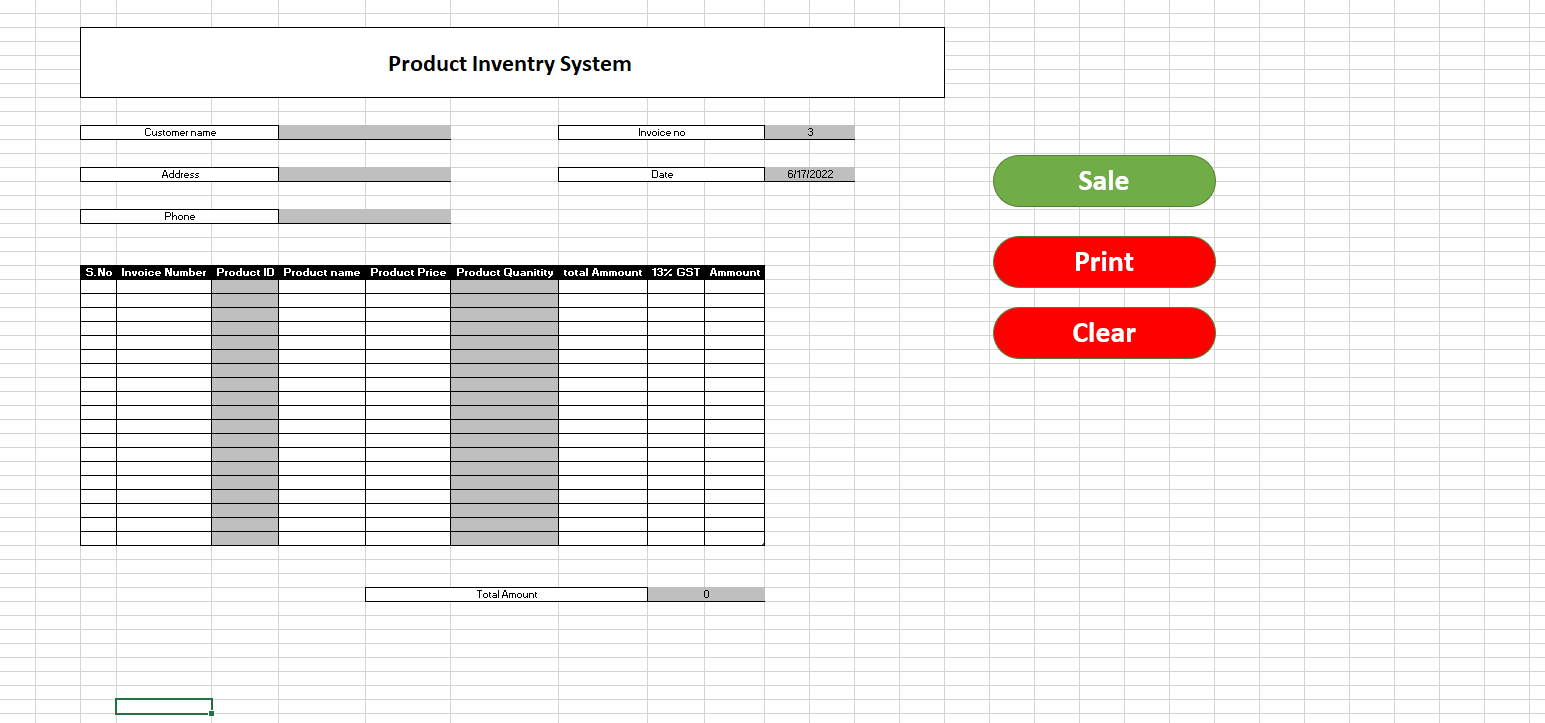 Product Inventry System
Customer name
Invoice no 3
Address
Date 6/17/2022
Phone
Sale
Print
Clear
S.No Invoice Number Product ID Product name Product Price Product Quanitity total Ammount 13% GST Ammount
Total Amount 0